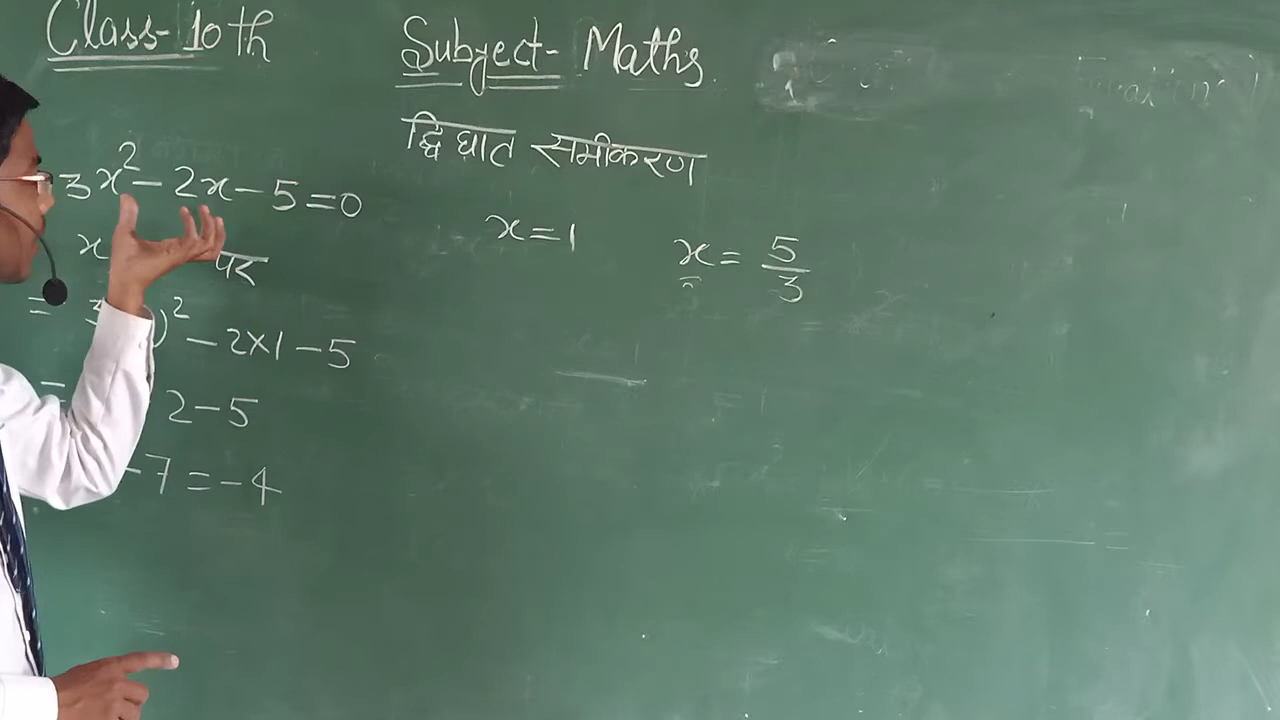 Class-10th
Subject- Maths
द्विघात समीकरण
3x²-2x-5=0
x=1
x=5/3
x पर
= 3 )² -2x1-5
= 2-5
-7=-4